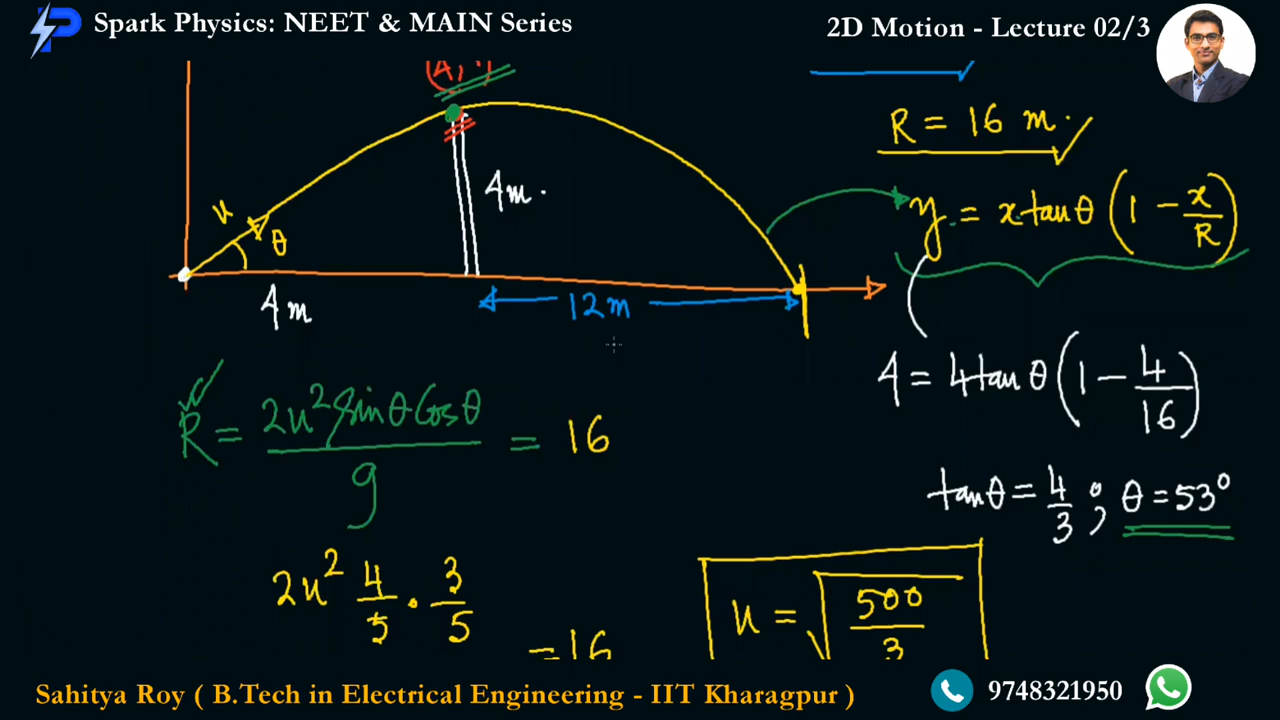 Spark Physics: NEET & MAIN Series
2D Motion - Lecture 02/3
(4,
R = 16 m.
u
θ
4m.
y = x tanθ (1 - x/R)
4m
12m
4 = 4tanθ (1 - 4/16)
R = 2u² sinθ Cosθ / g = 16
tanθ = 4/3 ; θ = 53°
2u² 4/5 · 3/5 = 16
u = √500/3
Sahitya Roy ( B.Tech in Electrical Engineering - IIT Kharagpur )
9748321950